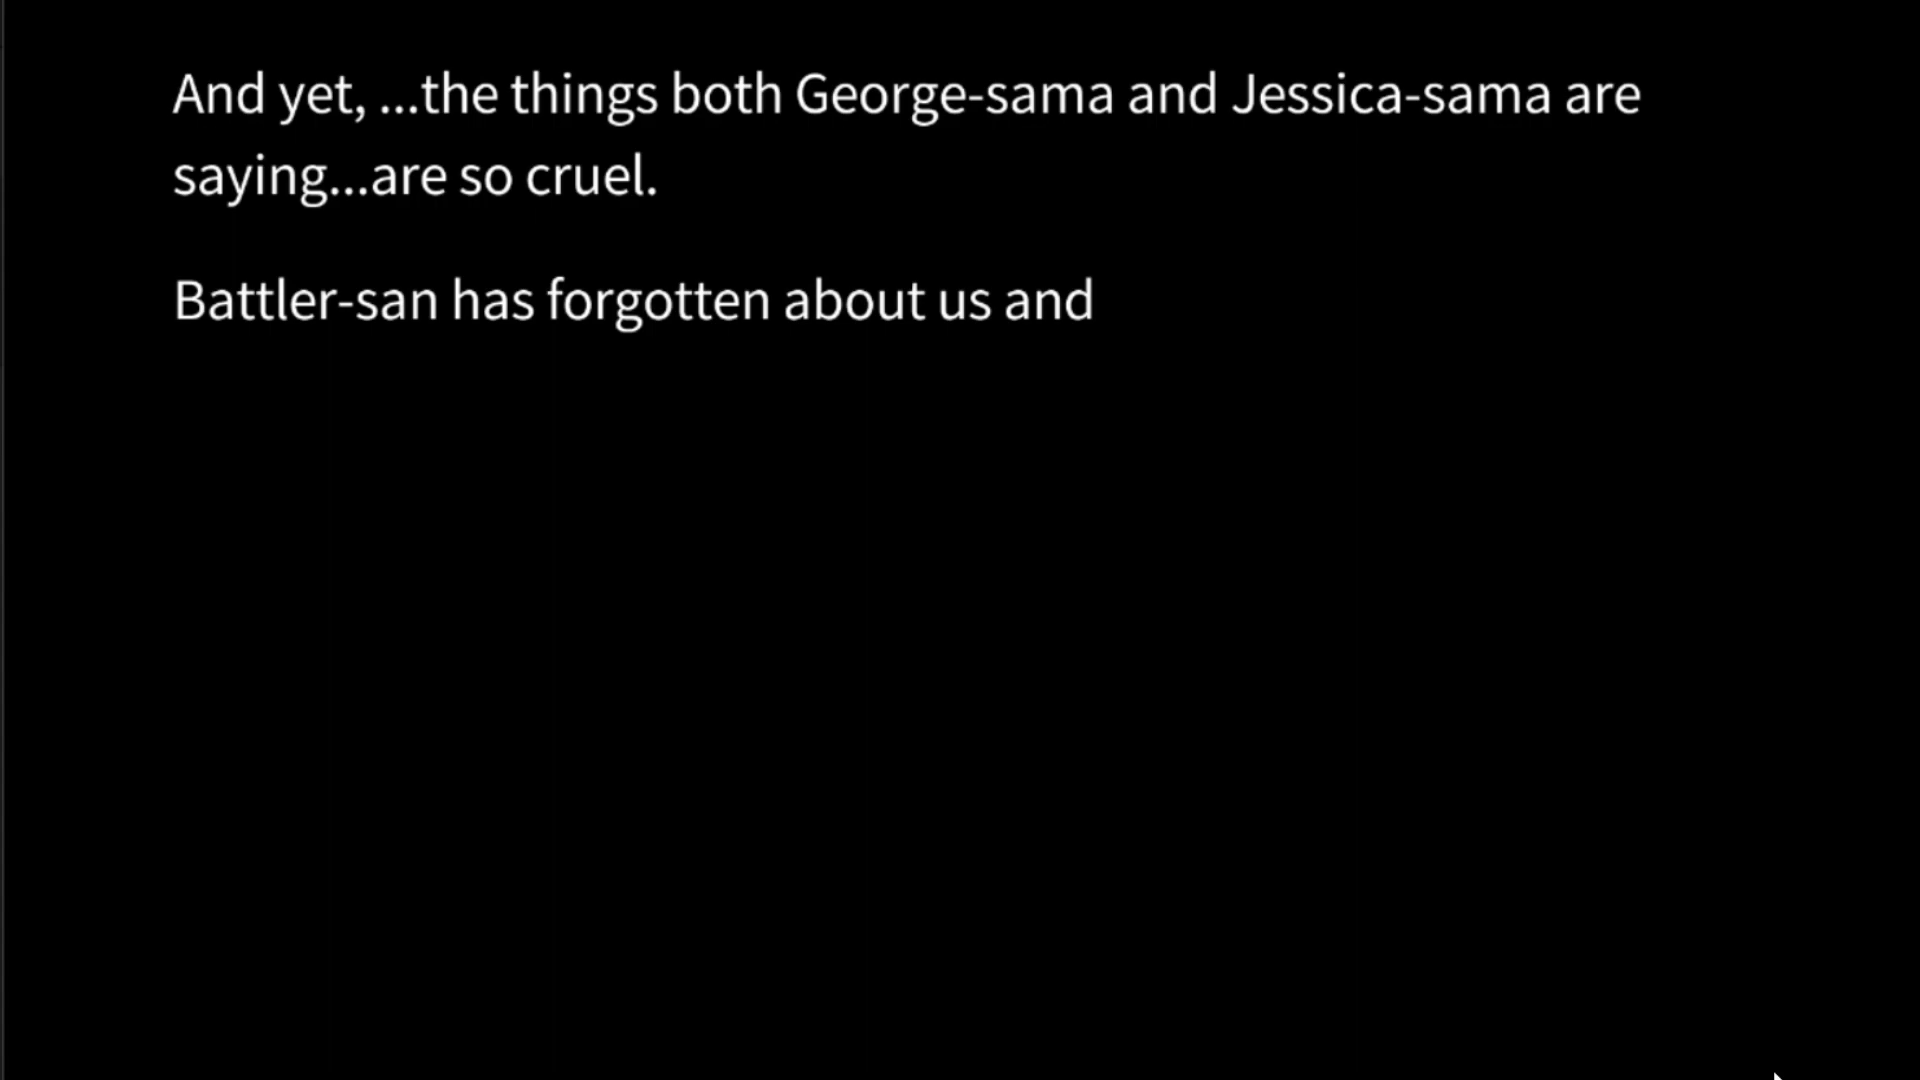 And yet, ...the things both George-sama and Jessica-sama are
saying...are so cruel.
Battler-san has forgotten about us and